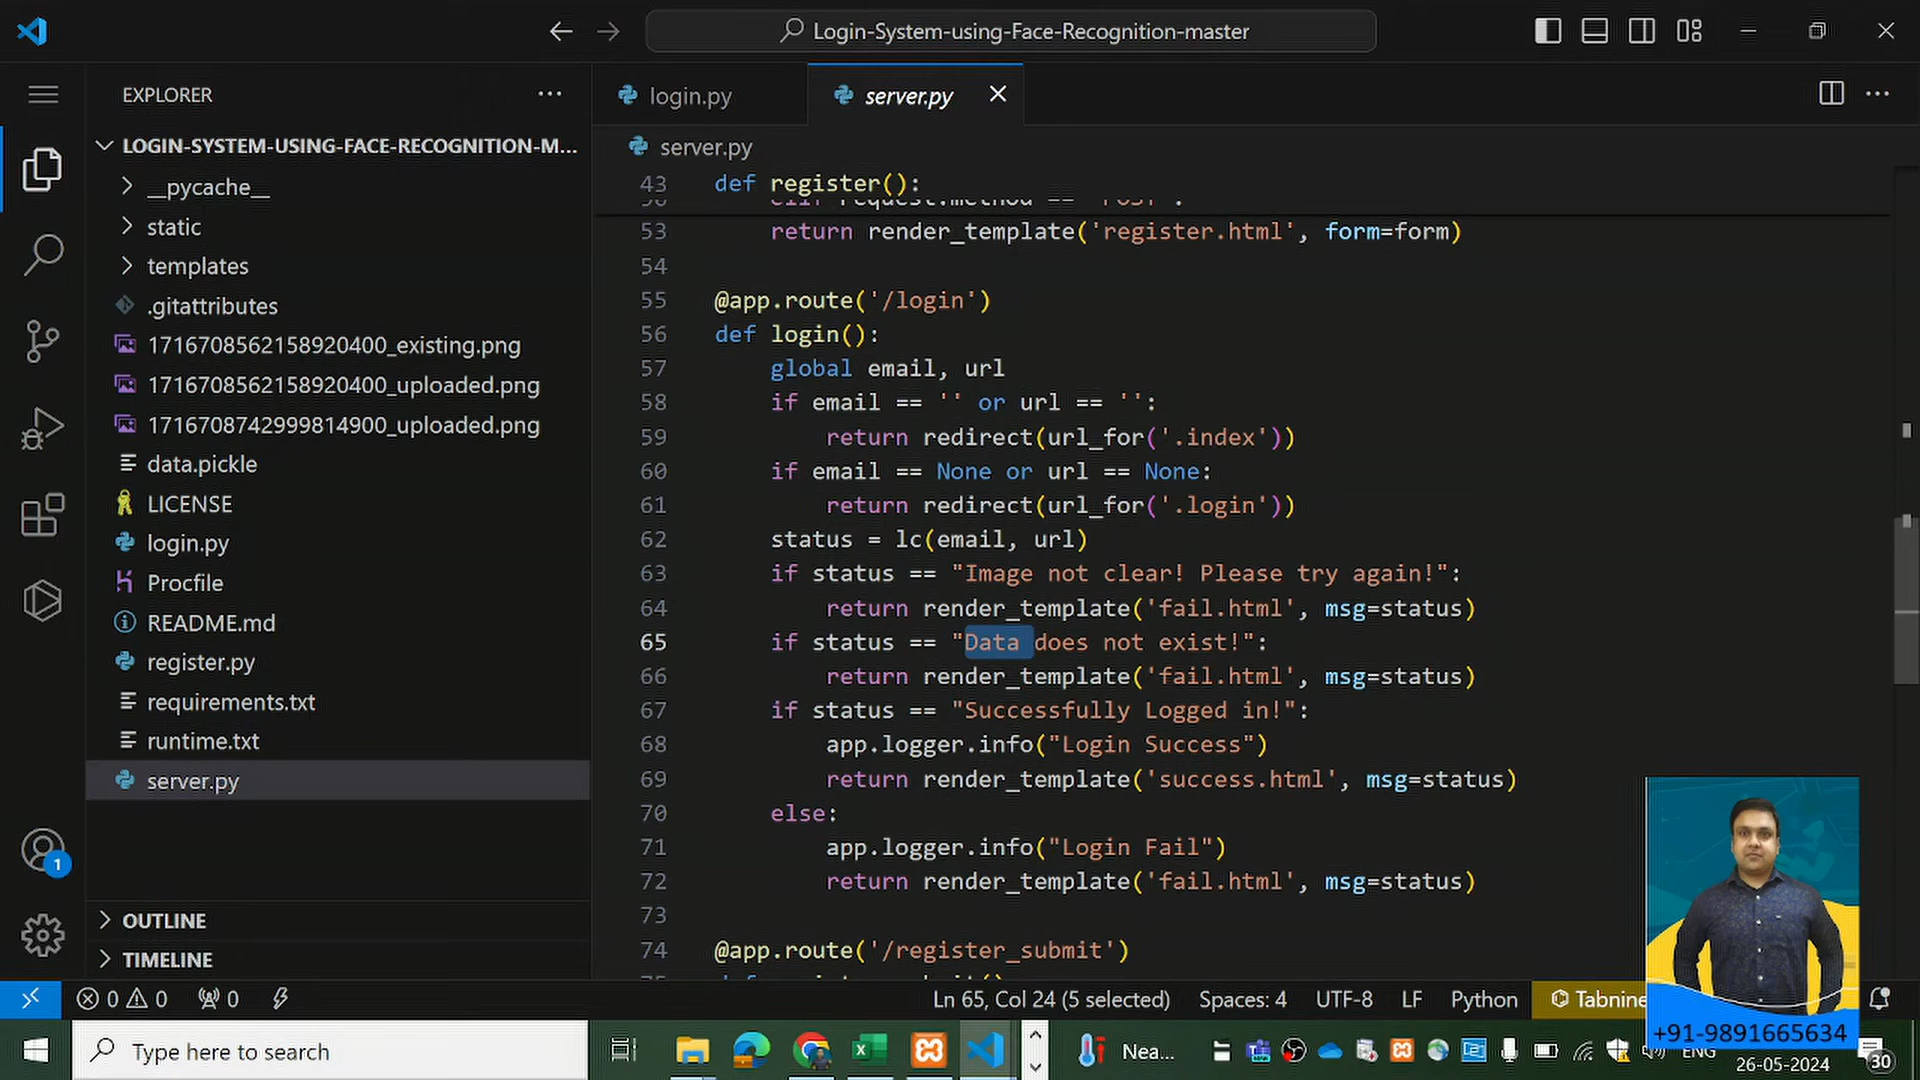 Login-System-using-Face-Recognition-master
EXPLORER
LOGIN-SYSTEM-USING-FACE-RECOGNITION-M...
__pycache__
static
templates
.gitattributes
1716708562158920400_existing.png
1716708562158920400_uploaded.png
1716708742999814900_uploaded.png
data.pickle
LICENSE
login.py
Procfile
README.md
register.py
requirements.txt
runtime.txt
server.py
OUTLINE
TIMELINE
1
login.py
server.py
server.py
43 def register():
53 return render_template('register.html', form=form)
54
55 @app.route('/login')
56 def login():
57 global email, url
58 if email == '' or url == '':
59 return redirect(url_for('.index'))
60 if email == None or url == None:
61 return redirect(url_for('.login'))
62 status = lc(email, url)
63 if status == "Image not clear! Please try again!":
64 return render_template('fail.html', msg=status)
65 if status == "Data does not exist!":
66 return render_template('fail.html', msg=status)
67 if status == "Successfully Logged in!":
68 app.logger.info("Login Success")
69 return render_template('success.html', msg=status)
70 else:
71 app.logger.info("Login Fail")
72 return render_template('fail.html', msg=status)
73
74 @app.route('/register_submit')
0 0 0
Ln 65, Col 24 (5 selected) Spaces: 4 UTF-8 LF Python Tabnine
+91-9891665634
Type here to search
Nea...
ENG
26-05-2024
30